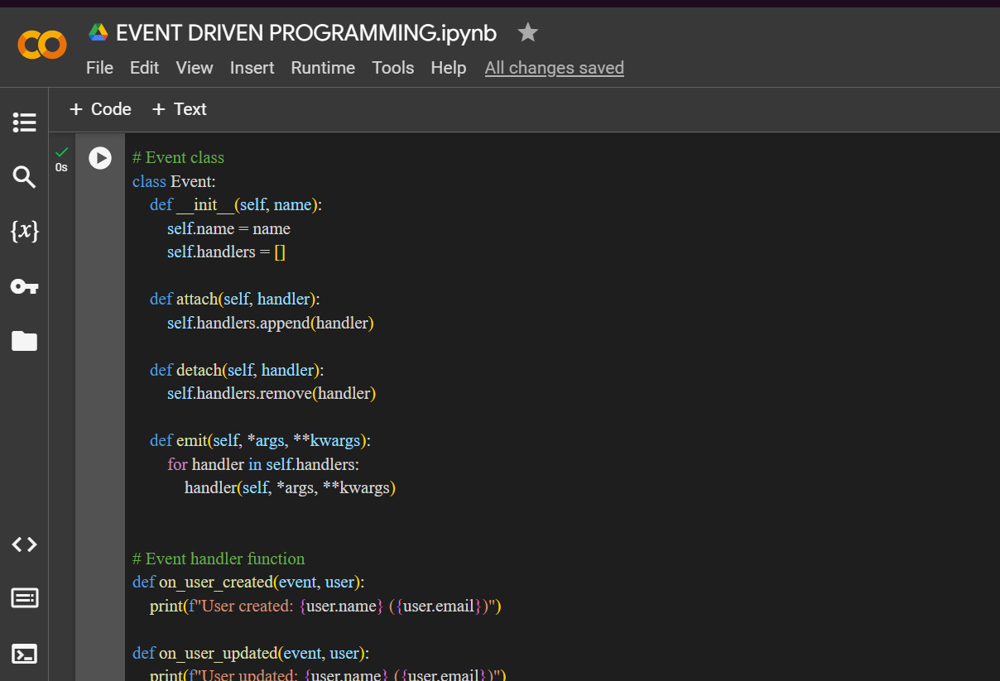 EVENT DRIVEN PROGRAMMING.ipynb
File Edit View Insert Runtime Tools Help All changes saved
+ Code + Text
0s
# Event class
class Event:
    def __init__(self, name):
        self.name = name
        self.handlers = []
    def attach(self, handler):
        self.handlers.append(handler)
    def detach(self, handler):
        self.handlers.remove(handler)
    def emit(self, *args, **kwargs):
        for handler in self.handlers:
            handler(self, *args, **kwargs)
# Event handler function
def on_user_created(event, user):
    print(f"User created: {user.name} ({user.email})")
def on_user_updated(event, user):
    print(f"User updated: {user.name} ({user.email})")
{x}